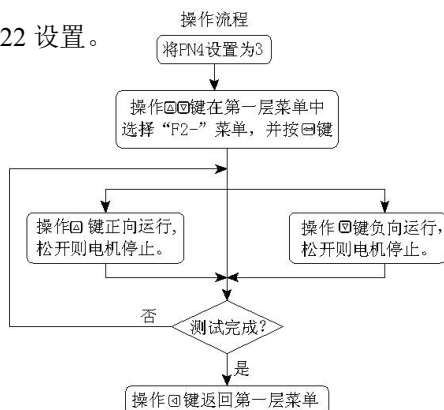 操作流程
22 设置。
将PN4设置为3
操作△▽键在第一层菜单中
选择“F2-”菜单，并按⏎键
操作△键正向运行，
松开则电机停止。
操作▽键负向运行，
松开则电机停止。
否
测试完成？
是
操作◁键返回第一层菜单